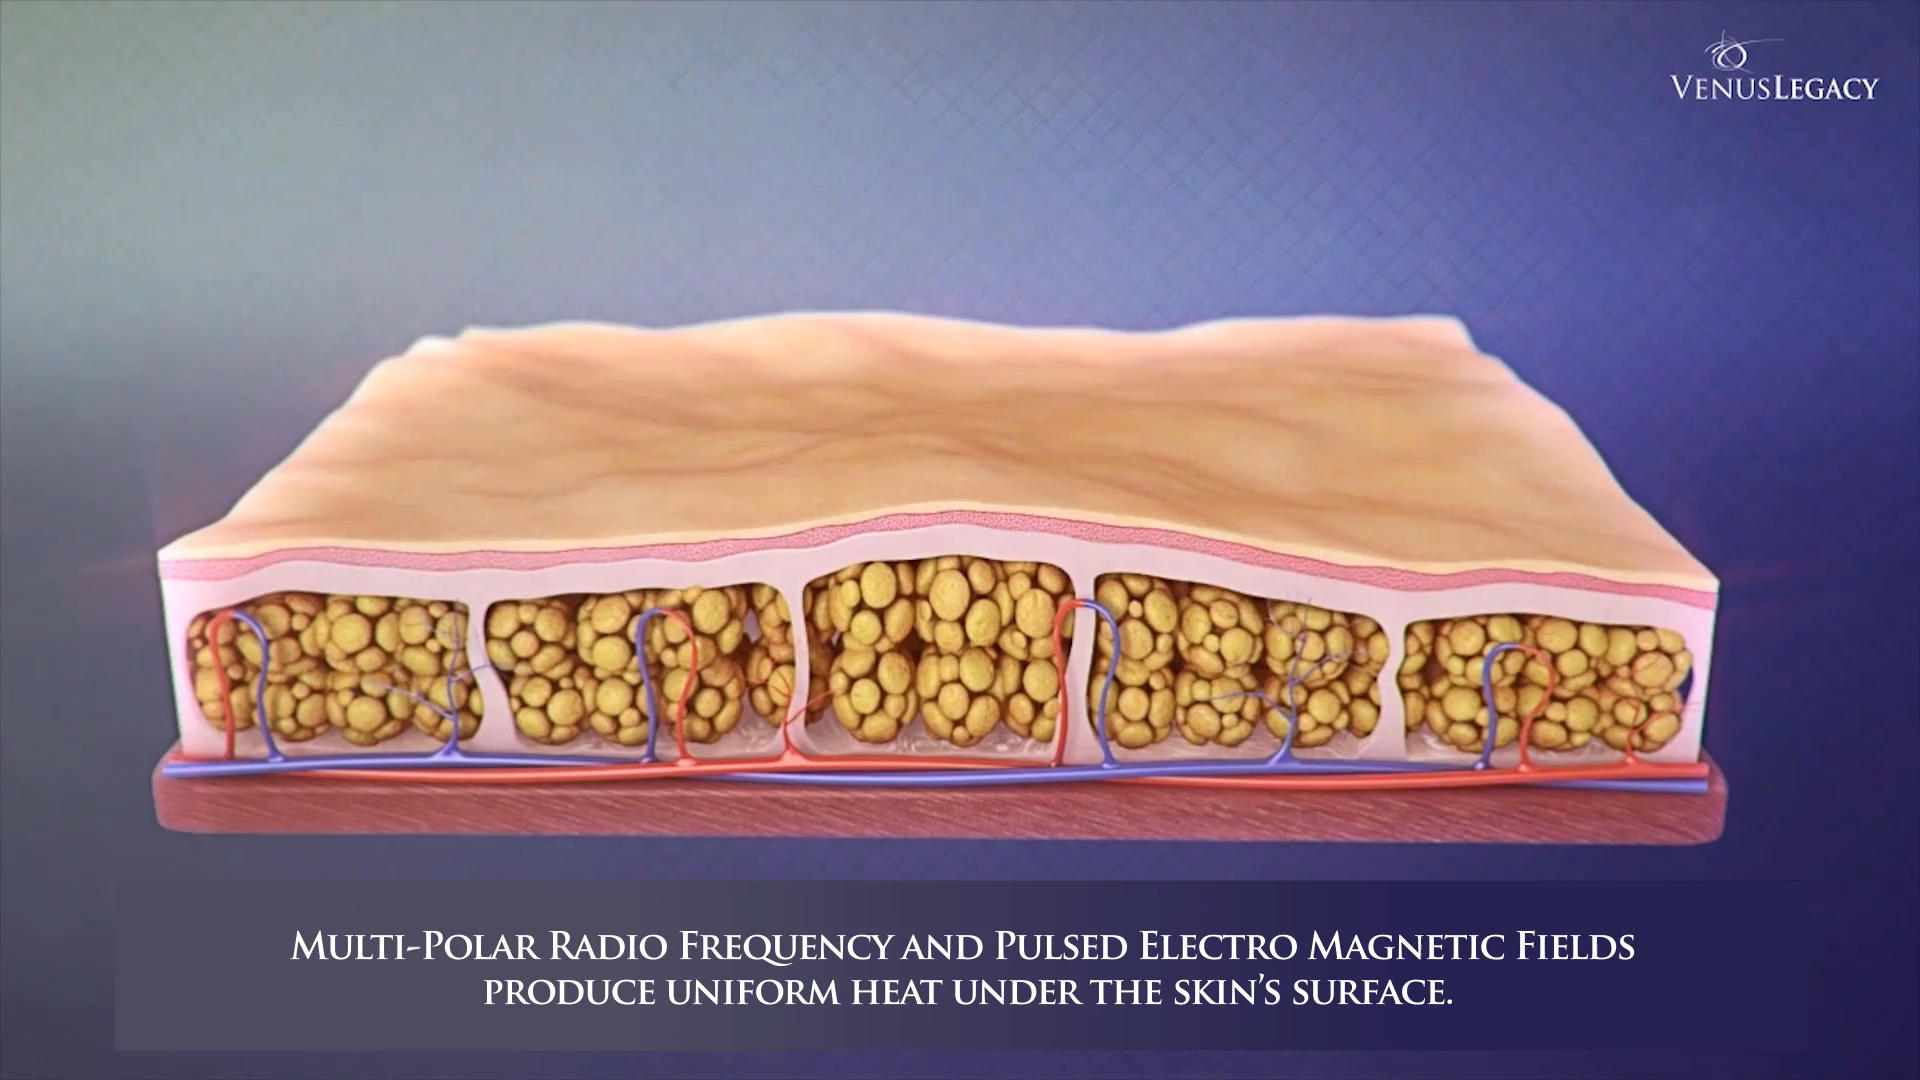 VENUSLEGACY
MULTI-POLAR RADIO FREQUENCY AND PULSED ELECTRO MAGNETIC FIELDS
PRODUCE UNIFORM HEAT UNDER THE SKIN'S SURFACE.